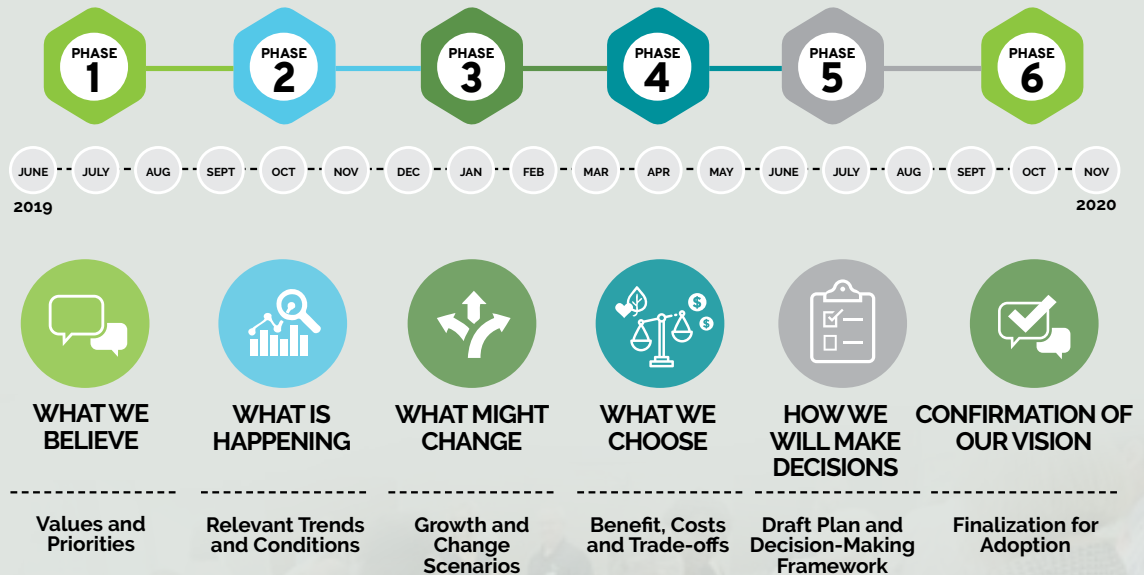 PHASE
1
PHASE
2
PHASE
3
PHASE
4
PHASE
5
PHASE
6
JUNE JULY AUG SEPT OCT NOV DEC JAN FEB MAR APR MAY JUNE JULY AUG SEPT OCT NOV
2019
2020
WHAT WE
BELIEVE
WHAT IS
HAPPENING
WHAT MIGHT
CHANGE
WHAT WE
CHOOSE
HOW WE
WILL MAKE
DECISIONS
CONFIRMATION OF
OUR VISION
Values and
Priorities
Relevant Trends
and Conditions
Growth and
Change
Scenarios
Benefit, Costs
and Trade-offs
Draft Plan and
Decision-Making
Framework
Finalization for
Adoption